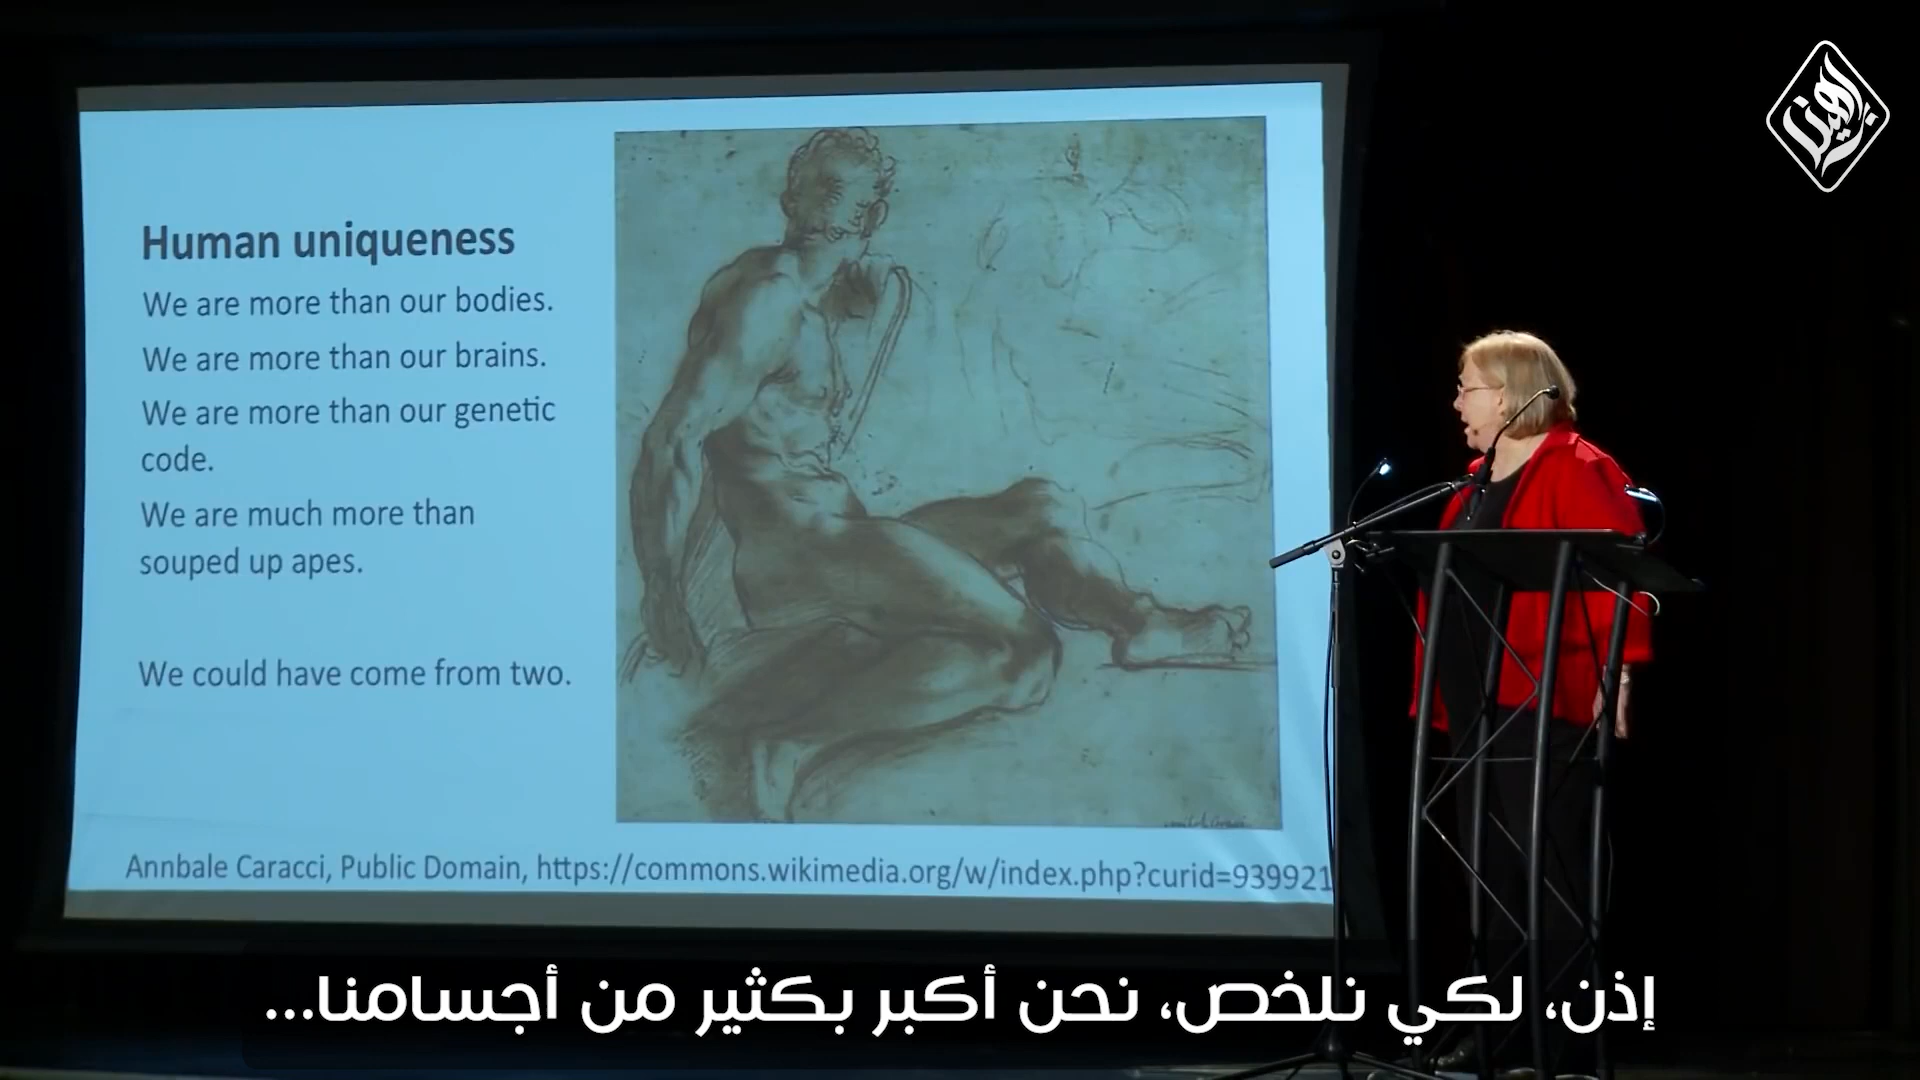 Human uniqueness
We are more than our bodies.
We are more than our brains.
We are more than our genetic
code.
We are much more than
souped up apes.
We could have come from two.
Annbale Caracci, Public Domain, https://commons.wikimedia.org/w/index.php?curid=939921
إذن، لكي نلخص، نحن أكبر بكثير من أجسامنا...